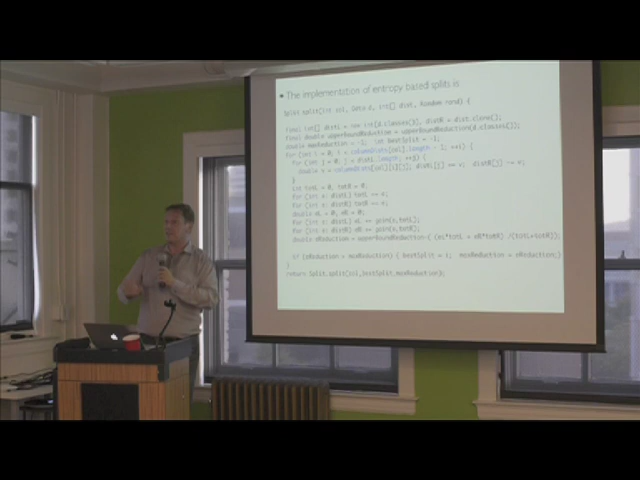 • The implementation of entropy based splits is
Split split(int col, Data d, int[] dist, Random rand) {
final int[] distL = new int[d.classes()], distR = dist.clone();
final double upperBoundReduction = upperBoundReduction(d.classes());
double maxReduction = -1; int bestSplit = -1;
for (int i = 0; i < columnDists[col].length - 1; ++i) {
for (int j = 0; j < distL.length; ++j) {
double v = columnDists[col][i][j]; distL[j] += v; distR[j] -= v;
}
int totL = 0, totR = 0;
for (int e: distL) totL += e;
for (int e: distR) totR += e;
double eL = 0, eR = 0;
for (int e: distL) eL += gain(e,totL);
for (int e: distR) eR += gain(e,totR);
double eReduction = upperBoundReduction-( (eL*totL + eR*totR) /(totL+totR));
if (eReduction > maxReduction) { bestSplit = i; maxReduction = eReduction;}
}
return Split.split(col,bestSplit,maxReduction);